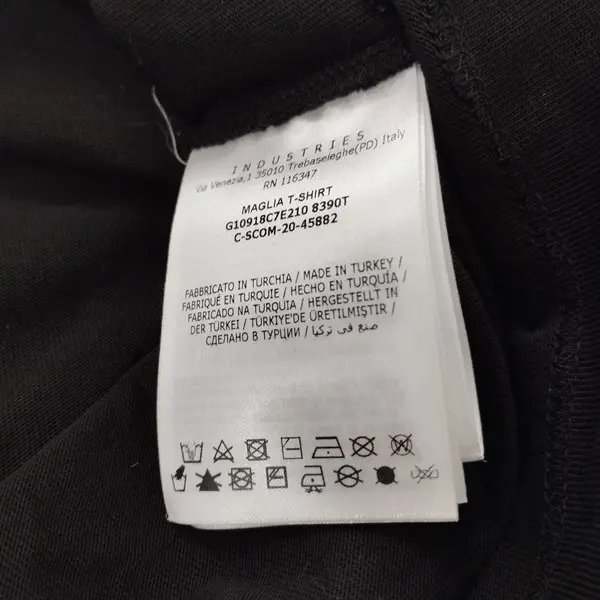 INDUSTRIES
Via Venezia,1 35010 Trebaseleghe(PD) Italy
RN 116347
MAGLIA T-SHIRT
G10918C7E210 8390T
C-SCOM-20-45882
FABBRICATO IN TURCHIA / MADE IN TURKEY /
FABRIQUÉ EN TURQUIE / HECHO EN TURQUÍA /
FABRICADO NA TURQUIA / HERGESTELLT IN
DER TÜRKEI / TÜRKİYE'DE ÜRETILMIŞTIR /
СДЕЛАНО В ТУРЦИИ / صنع في تركيا /